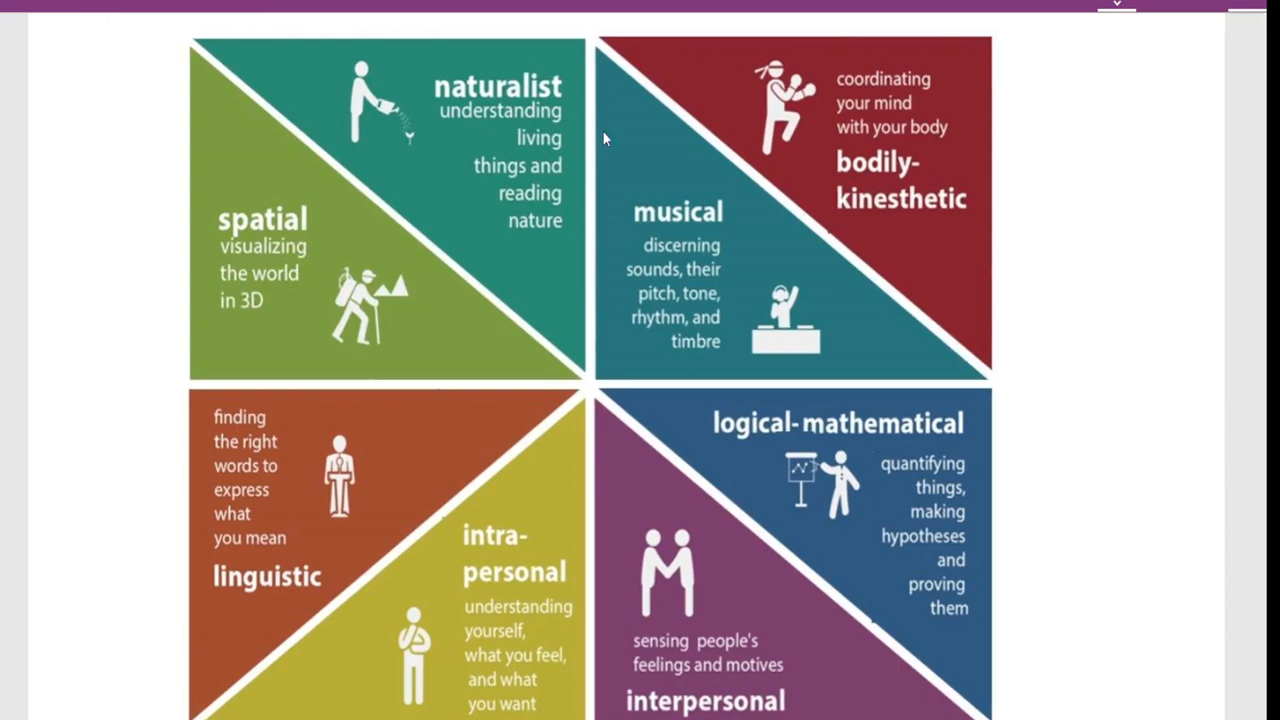 naturalist
understanding
living
things and
reading
nature
spatial
visualizing
the world
in 3D
coordinating
your mind
with your body
bodily-
kinesthetic
musical
discerning
sounds, their
pitch, tone,
rhythm, and
timbre
finding
the right
words to
express
what
you mean
linguistic
intra-
personal
understanding
yourself,
what you feel,
and what
you want
logical-mathematical
quantifying
things,
making
hypotheses
and
proving
them
sensing people's
feelings and motives
interpersonal